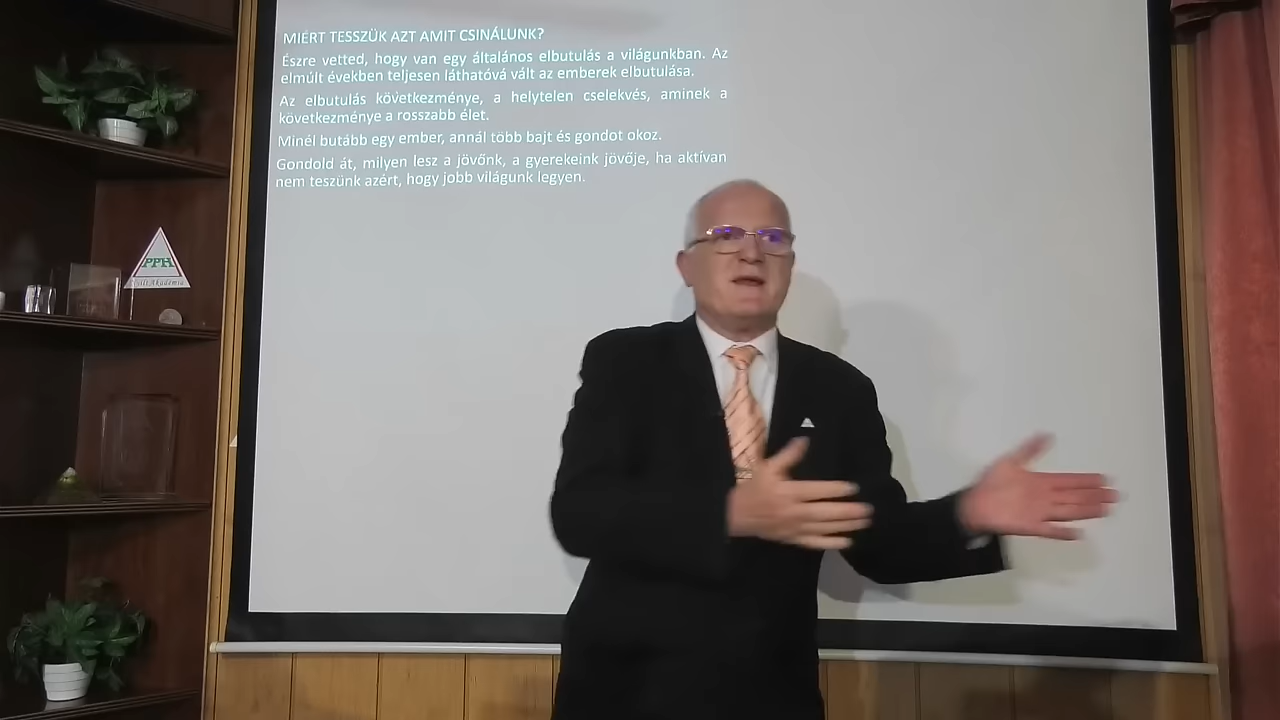 MIÉRT TESSZÜK AZT AMIT CSINÁLUNK?
Észre vetted, hogy van egy általános elbutulás a világunkban. Az
elmúlt években teljesen láthatóvá vált az emberek elbutulása.
Az elbutulás következménye, a helytelen cselekvés, aminek a
következménye a rosszabb élet.
Minél butább egy ember, annál több bajt és gondot okoz.
Gondold át, milyen lesz a jövőnk, a gyerekeink jövője, ha aktívan
nem teszünk azért, hogy jobb világunk legyen.
PPH
Nyílt Akadémia